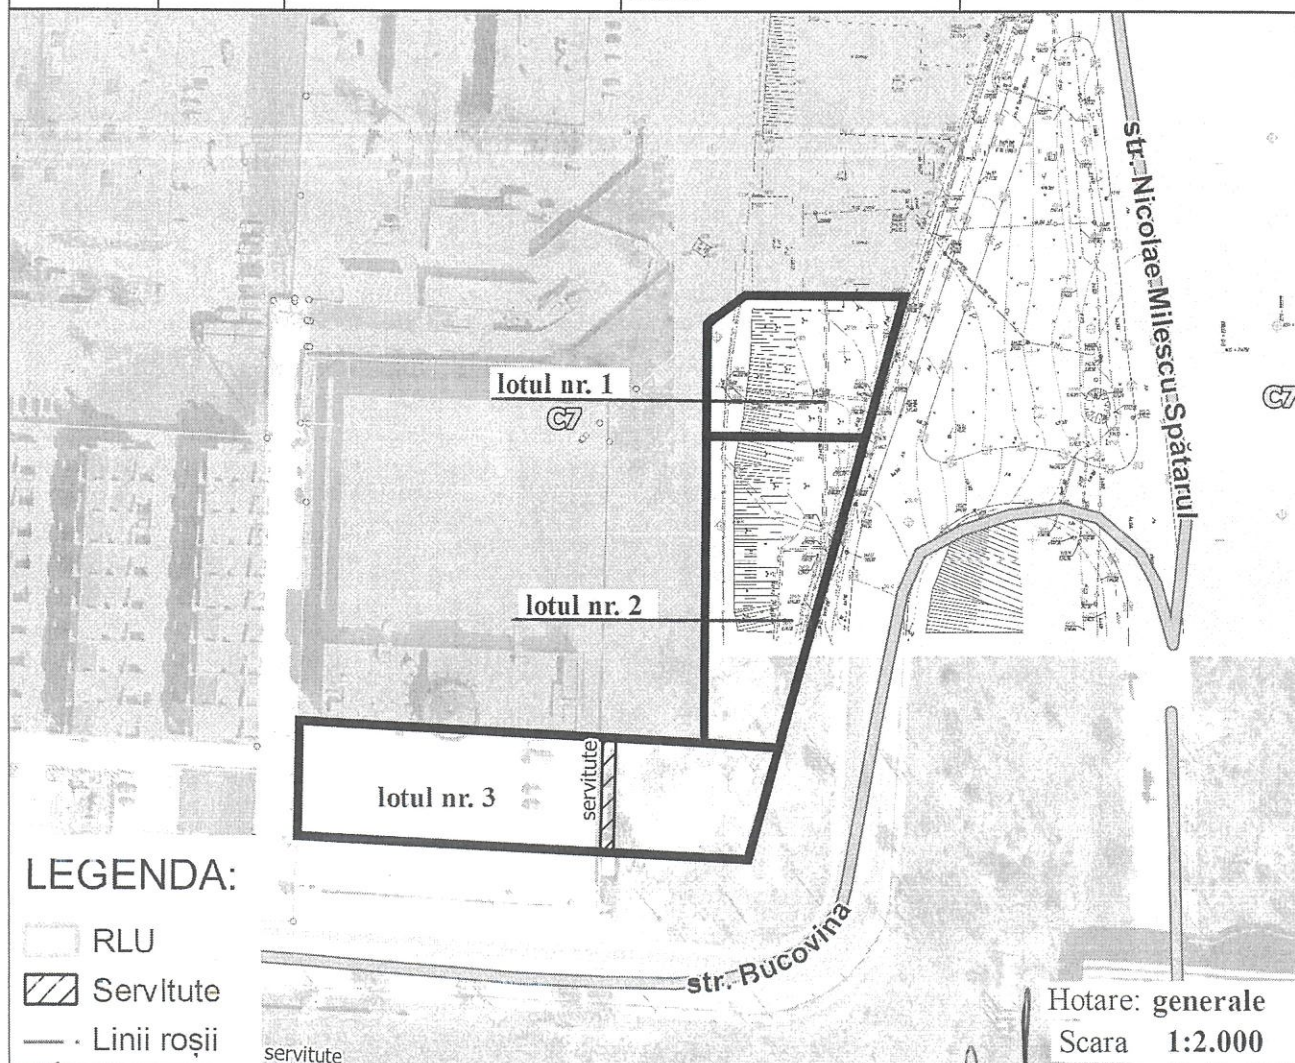 str. Nicolae Milescu Spătarul
lotul nr. 1
C7
C7
lotul nr. 2
servitute
lotul nr. 3
LEGENDA:
RLU
Servitute
Linii roșii
str. Bucovina
servitute
Hotare: generale
Scara 1:2.000